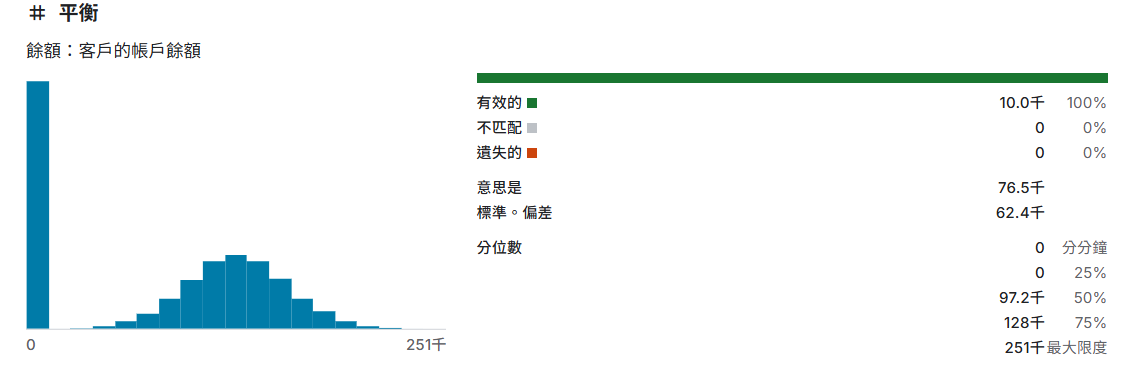 # 平衡
餘額：客戶的帳戶餘額
有效的 10.0千 100%
不匹配 0 0%
遺失的 0 0%
意思是 76.5千
標準。偏差 62.4千
分位數 0 分分鐘
0 25%
97.2千 50%
128千 75%
251千 最大限度
0 251千